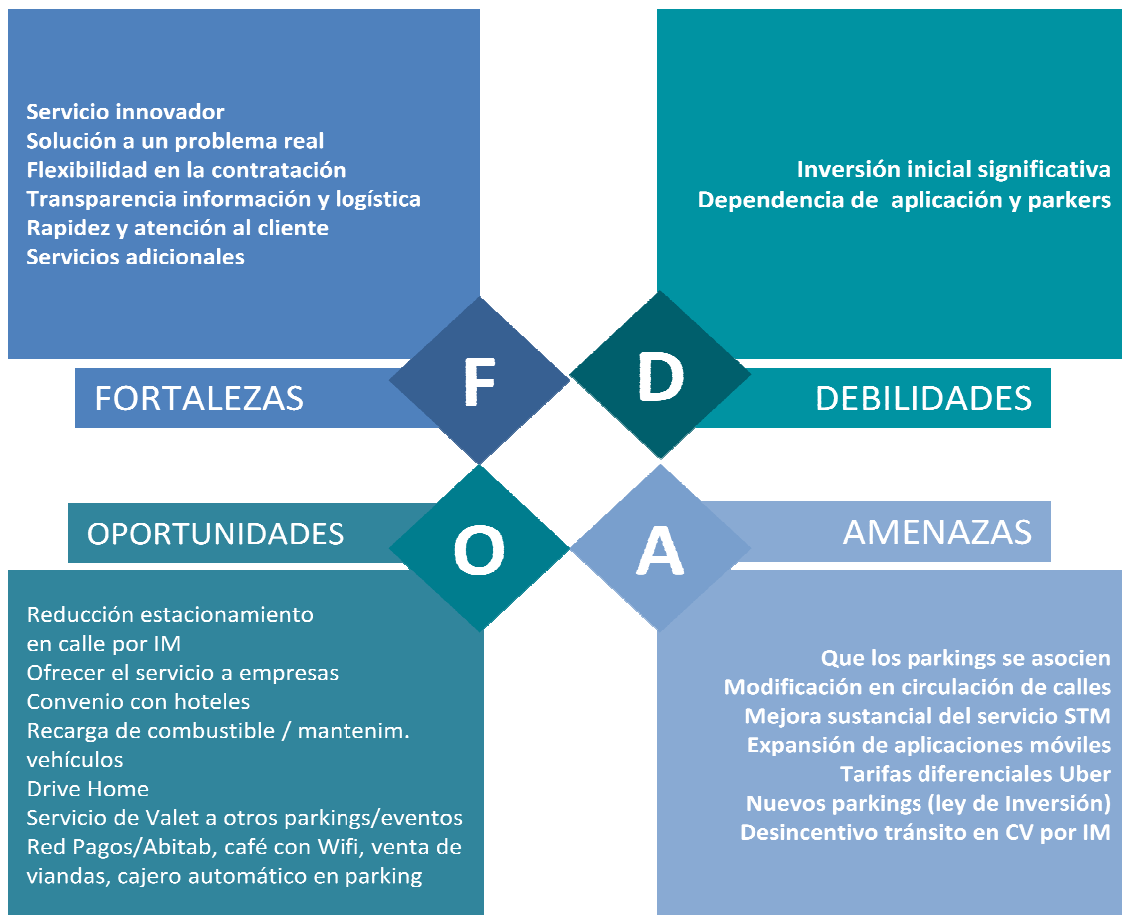 Servicio innovador
Solución a un problema real
Flexibilidad en la contratación
Transparencia información y logística
Rapidez y atención al cliente
Servicios adicionales
F
FORTALEZAS
Inversión inicial significativa
Dependencia de aplicación y parkers
D
DEBILIDADES
OPORTUNIDADES
O
Reducción estacionamiento
en calle por IM
Ofrecer el servicio a empresas
Convenio con hoteles
Recarga de combustible / mantenim.
vehículos
Drive Home
Servicio de Valet a otros parkings/eventos
Red Pagos/Abitab, café con Wifi, venta de
viandas, cajero automático en parking
A
AMENAZAS
Que los parkings se asocien
Modificación en circulación de calles
Mejora sustancial del servicio STM
Expansión de aplicaciones móviles
Tarifas diferenciales Uber
Nuevos parkings (ley de Inversión)
Desincentivo tránsito en CV por IM